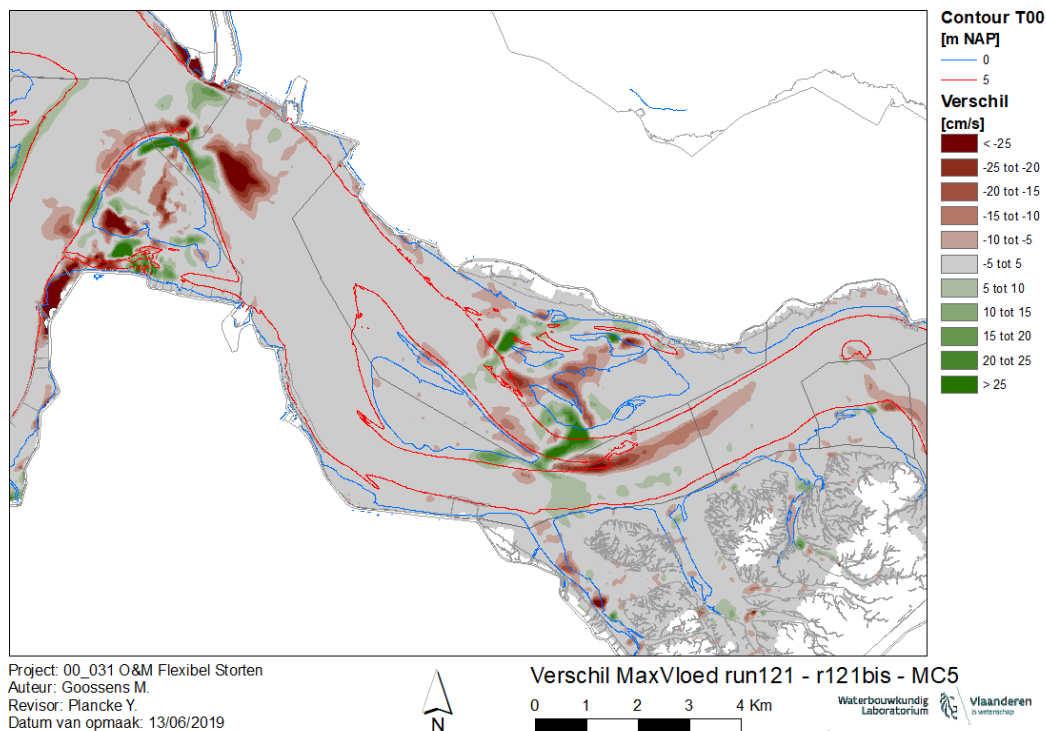 Contour T00
[m NAP]
0
5
Verschil
[cm/s]
< -25
-25 tot -20
-20 tot -15
-15 tot -10
-10 tot -5
-5 tot 5
5 tot 10
10 tot 15
15 tot 20
20 tot 25
> 25
Project: 00_031 O&M Flexibel Storten
Auteur: Goossens M.
Revisor: Plancke Y.
Datum van opmaak: 13/06/2019
N
Verschil MaxVloed run121 - r121bis - MC5
0 1 2 3 4 Km
Waterbouwkundig
Laboratorium
Vlaanderen
is wetenschap